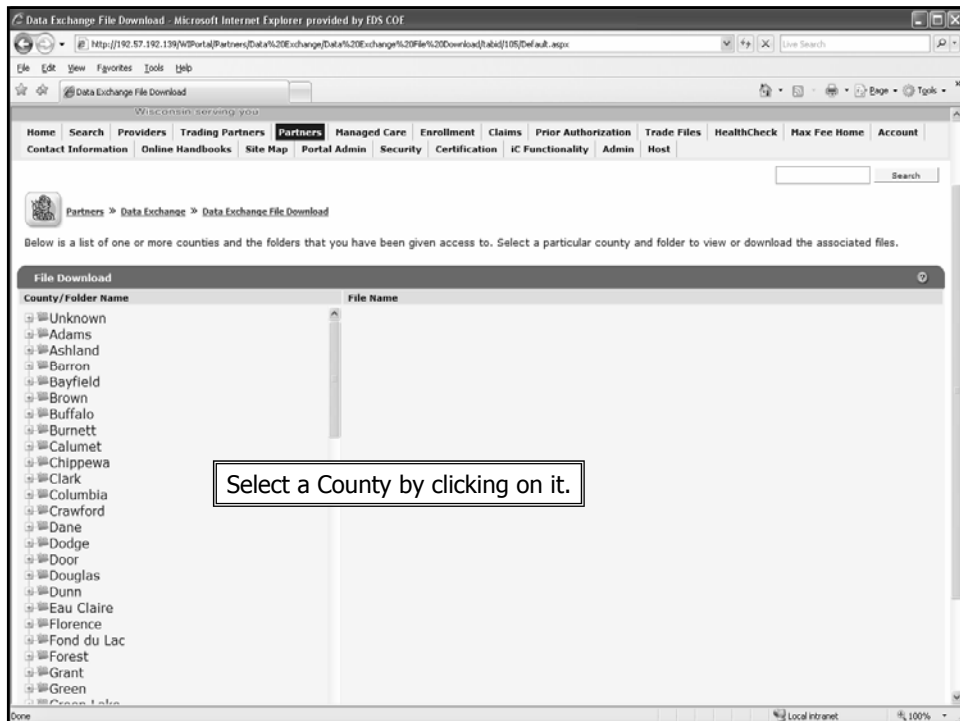 Data Exchange File Download - Microsoft Internet Explorer provided by EDS COE
http://192.57.192.139/WIPortal/Partners/Data%20Exchange/Data%20Exchange%20File%20Download/tabid/105/Default.aspx
Live Search
File Edit View Favorites Tools Help
Data Exchange File Download
Page Tools
Wisconsin serving you
Home Search Providers Trading Partners Partners Managed Care Enrollment Claims Prior Authorization Trade Files HealthCheck Max Fee Home Account
Contact Information Online Handbooks Site Map Portal Admin Security Certification iC Functionality Admin Host
Search
Partners » Data Exchange » Data Exchange File Download
Below is a list of one or more counties and the folders that you have been given access to. Select a particular county and folder to view or download the associated files.
File Download
County/Folder Name File Name
Unknown
Adams
Ashland
Barron
Bayfield
Brown
Buffalo
Burnett
Calumet
Chippewa
Clark
Columbia
Crawford
Dane
Dodge
Door
Douglas
Dunn
Eau Claire
Florence
Fond du Lac
Forest
Grant
Green
Green Lake
Select a County by clicking on it.
Done Local intranet 100%